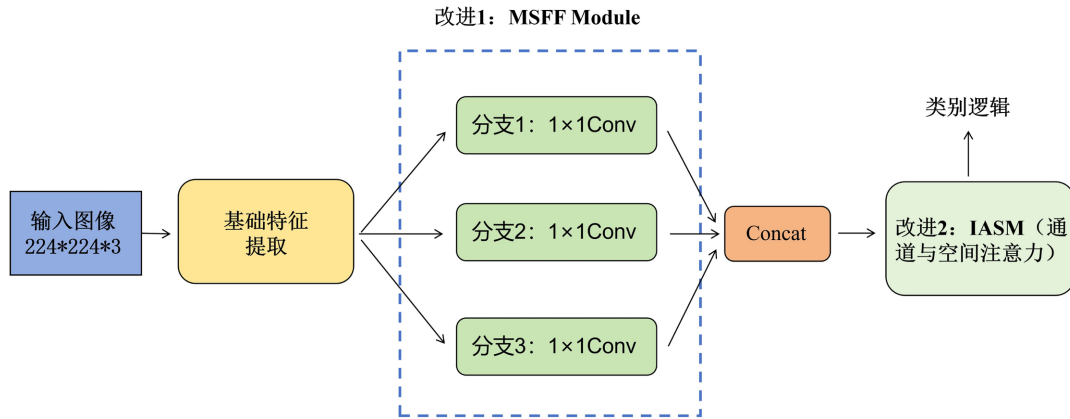 改进1：MSFF Module
分支1：1×1Conv
类别逻辑
输入图像
224*224*3
基础特征
提取
分支2：1×1Conv
Concat
改进2：IASM（通
道与空间注意力）
分支3：1×1Conv